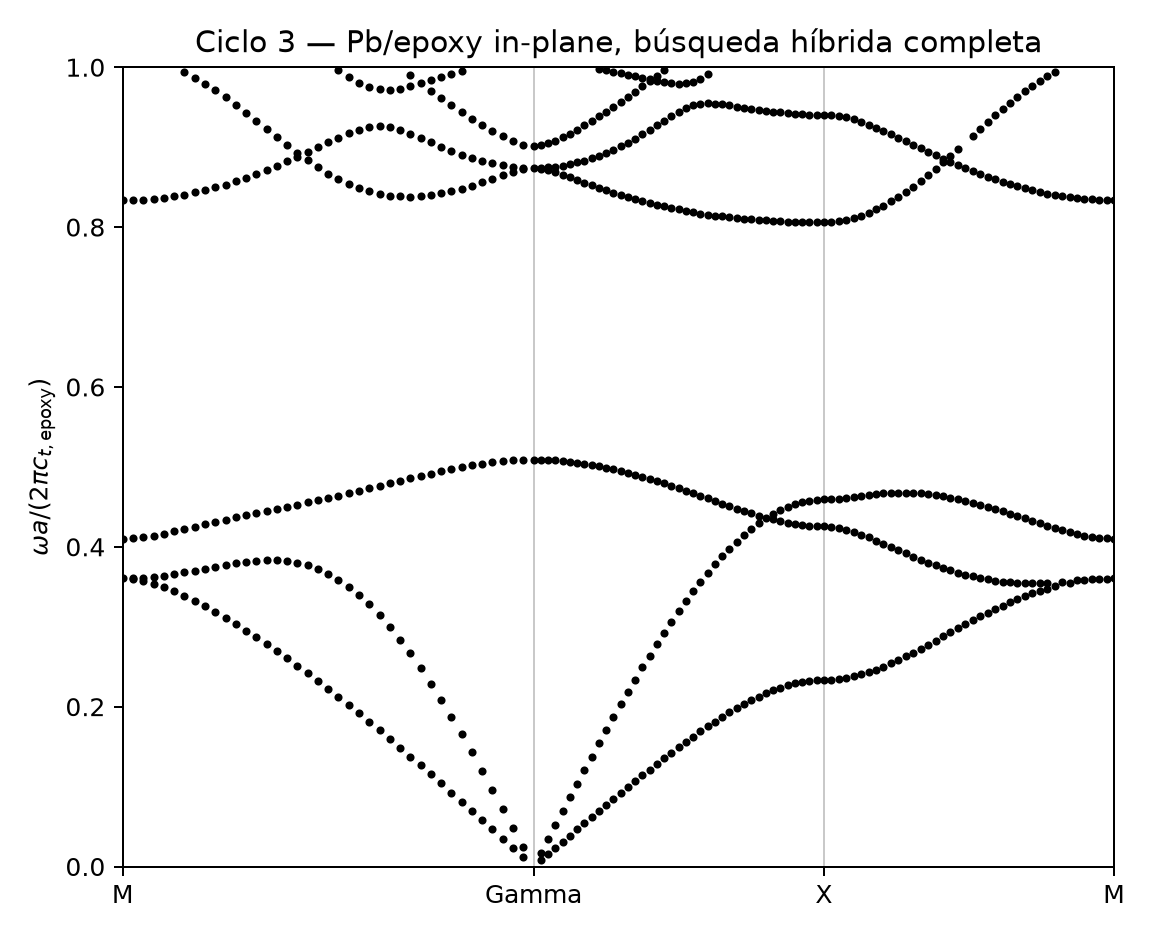 Ciclo 3 — Pb/epoxy in-plane, búsqueda híbrida completa
1.0
0.8
0.6
0.4
0.2
0.0
ωa/(2πc_{t, epoxy})
M
Gamma
X
M